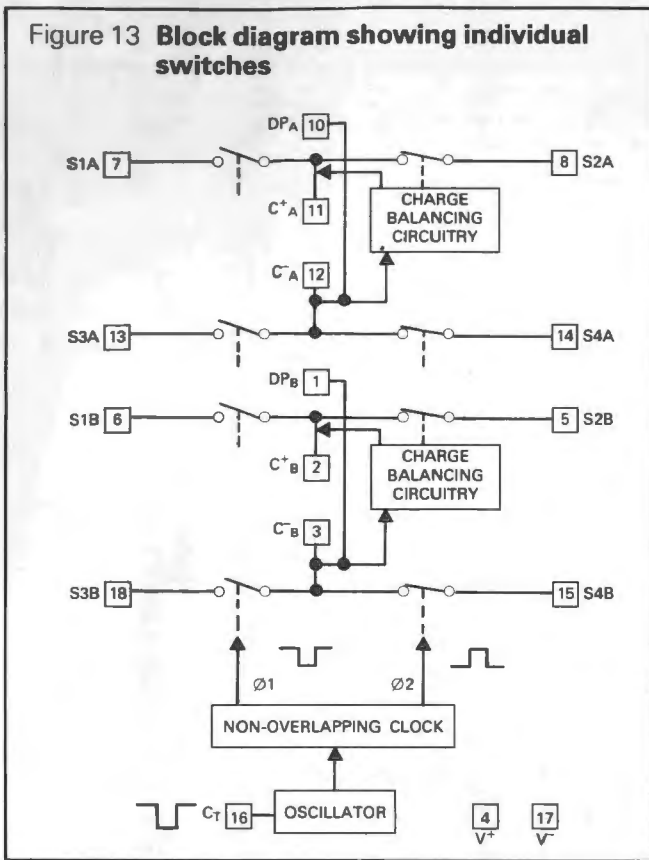 Figure 13 Block diagram showing individual
switches
DPA 10
S1A 7
8 S2A
C+A 11
CHARGE
BALANCING
CIRCUITRY
C-A 12
S3A 13
14 S4A
DPB 1
S1B 6
5 S2B
C+B 2
CHARGE
BALANCING
CIRCUITRY
C-B 3
S3B 18
15 S4B
Ø1
Ø2
NON-OVERLAPPING CLOCK
CT 16
OSCILLATOR
4
V+
17
V-